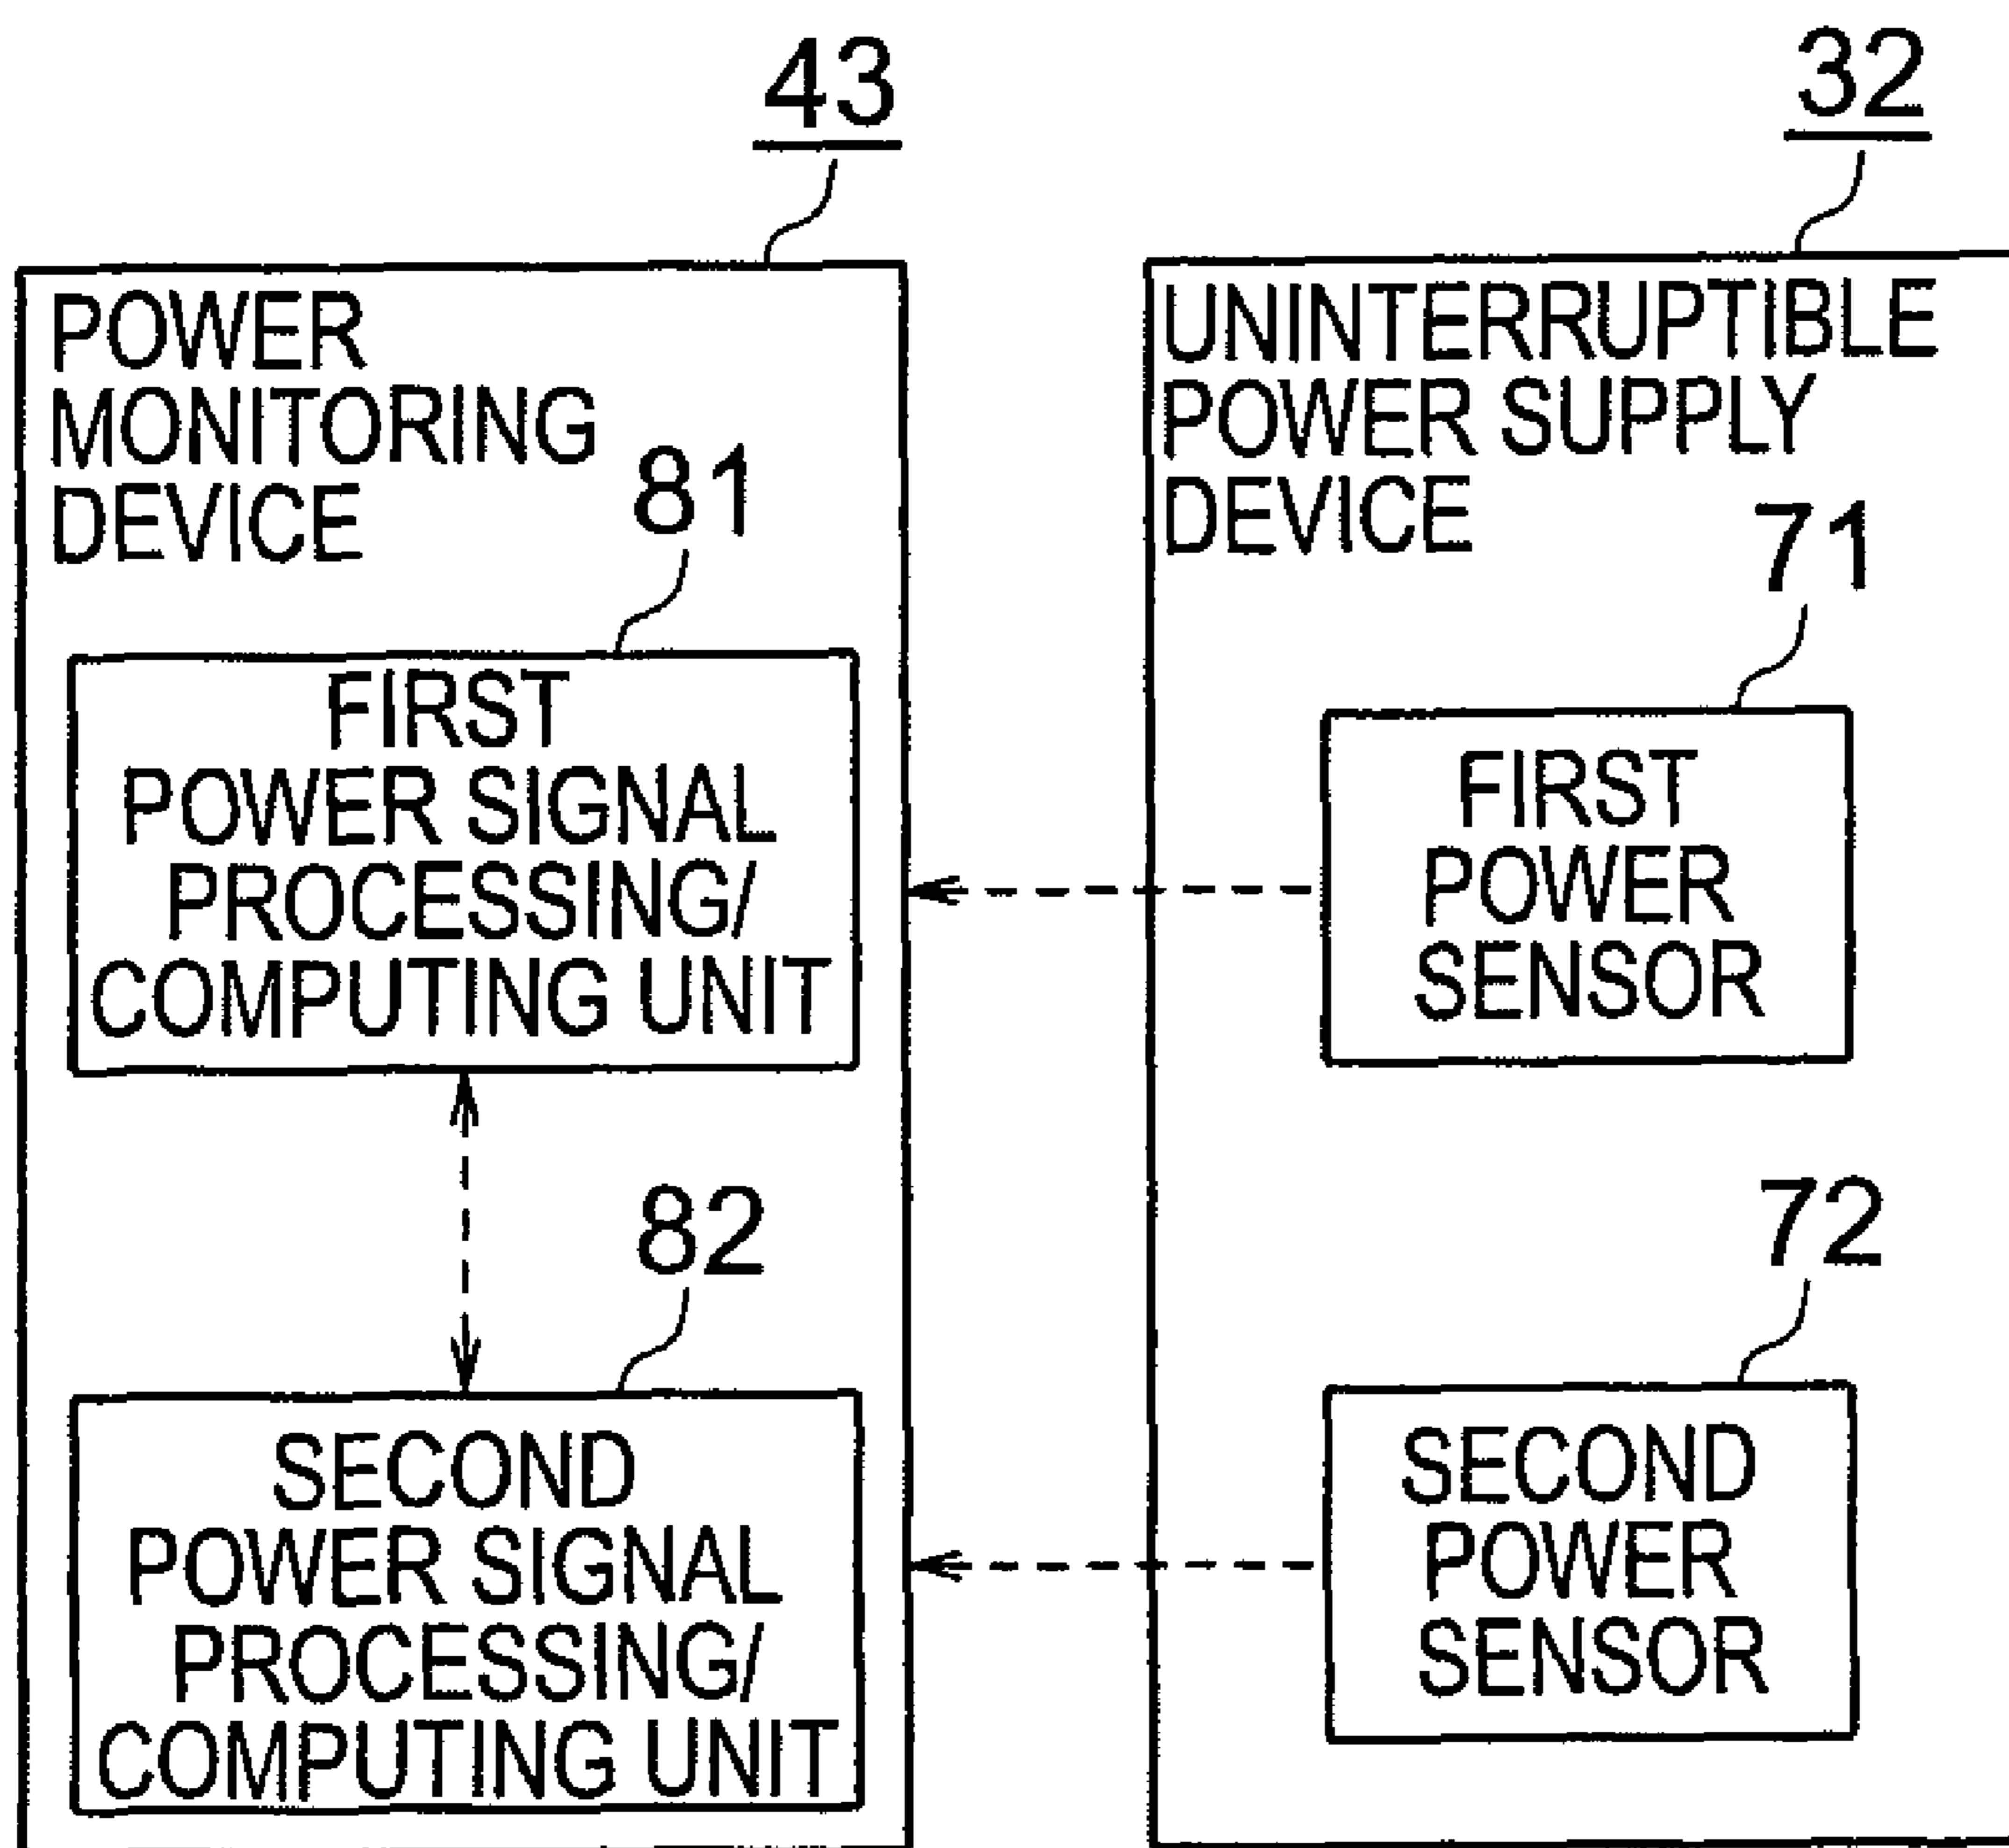 43
POWER
MONITORING
DEVICE
81
FIRST
POWER SIGNAL
PROCESSING/
COMPUTING UNIT
82
SECOND
POWER SIGNAL
PROCESSING/
COMPUTING UNIT
32
UNINTERRUPTIBLE
POWER SUPPLY
DEVICE
71
FIRST
POWER
SENSOR
72
SECOND
POWER
SENSOR